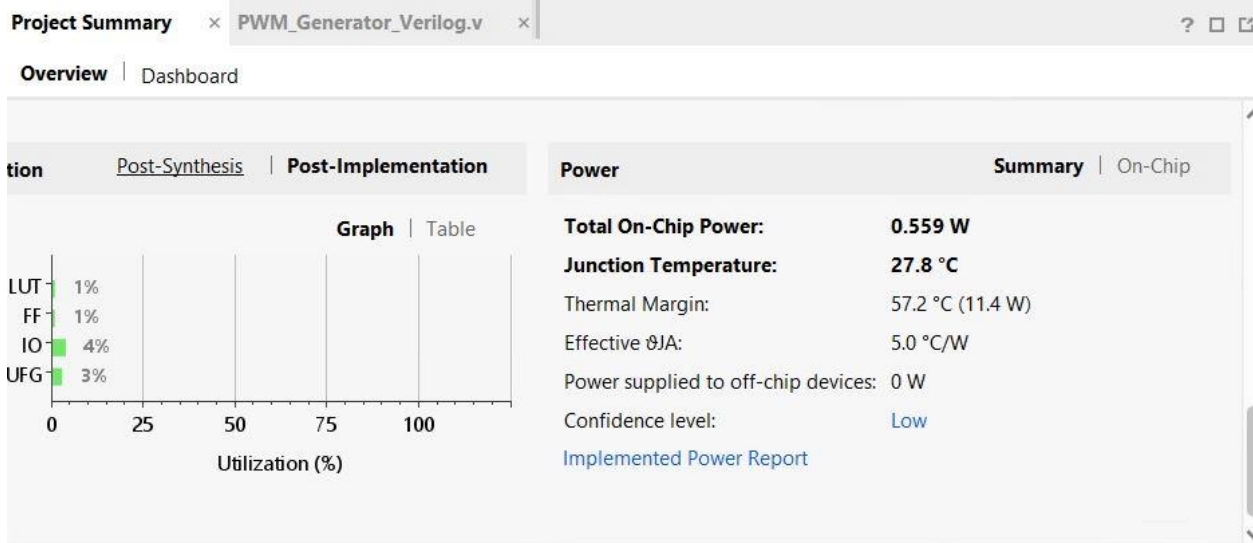 Project Summary × PWM_Generator_Verilog.v ×
?
Overview | Dashboard
tion Post-Synthesis | Post-Implementation
Graph | Table
LUT 1%
FF 1%
IO 4%
UFG 3%
0 25 50 75 100
Utilization (%)
Power Summary | On-Chip
Total On-Chip Power: 0.559 W
Junction Temperature: 27.8 °C
Thermal Margin: 57.2 °C (11.4 W)
Effective ϑJA: 5.0 °C/W
Power supplied to off-chip devices: 0 W
Confidence level: Low
Implemented Power Report